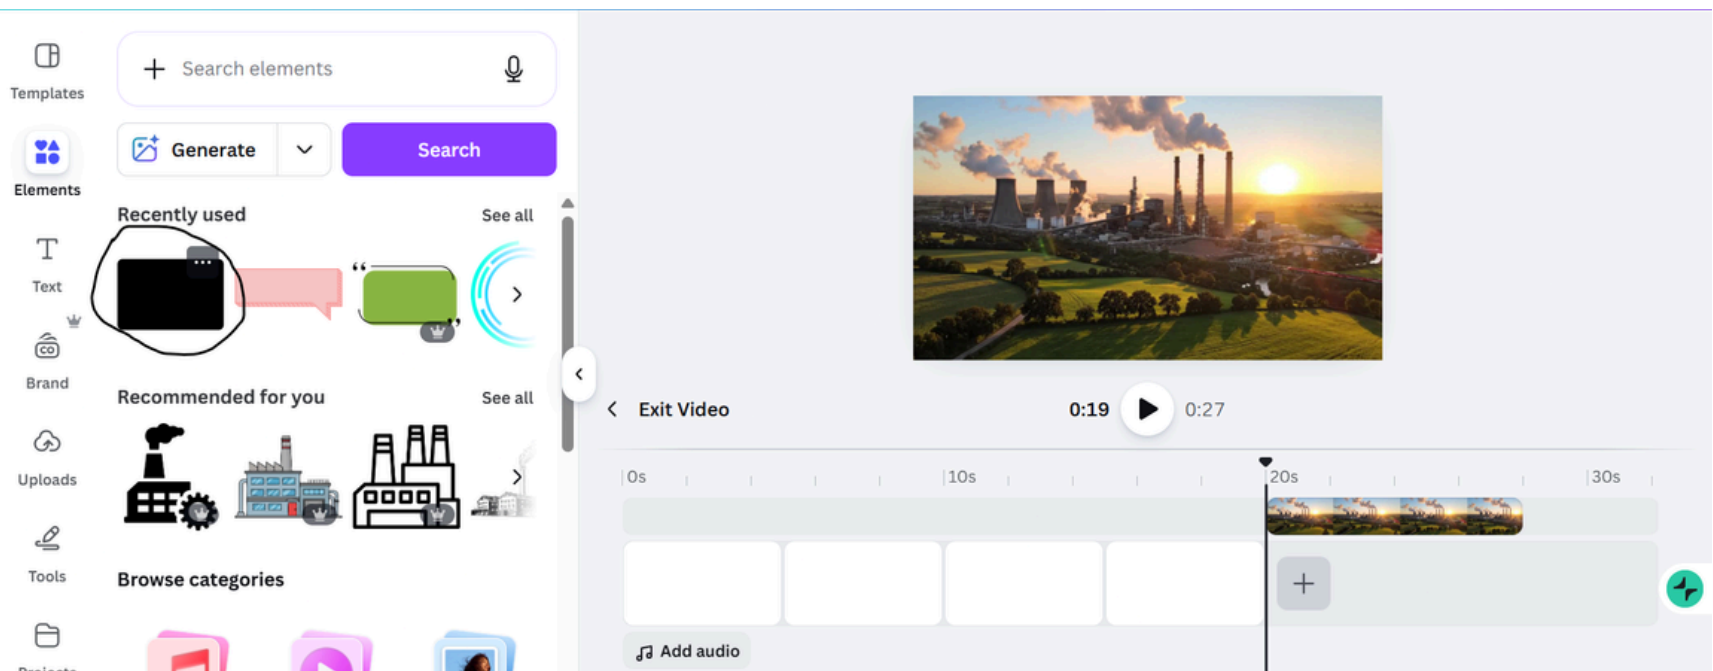 Templates
Elements
Text
Brand
Uploads
Tools
Search elements
Generate
Search
Recently used
See all
“
”
CO
Recommended for you
See all
Browse categories
Exit Video
0:19
0:27
0s
10s
20s
30s
Add audio